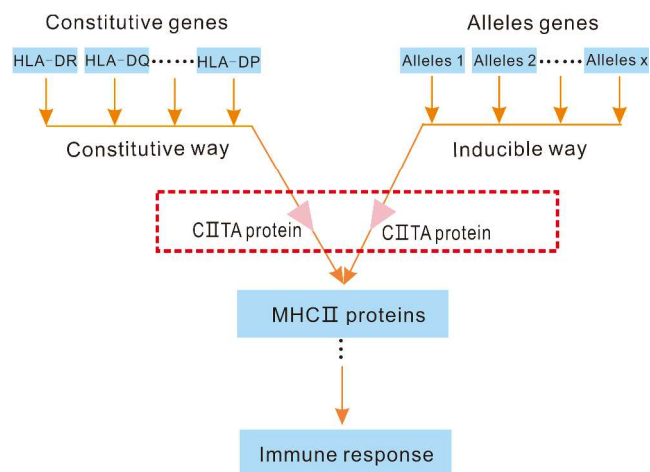 Constitutive genes
Alleles genes
HLA-DR HLA-DQ······HLA-DP
Alleles 1 Alleles 2 ······ Alleles x
Constitutive way
Inducible way
CⅡTA protein
CⅡTA protein
MHCⅡ proteins
Immune response